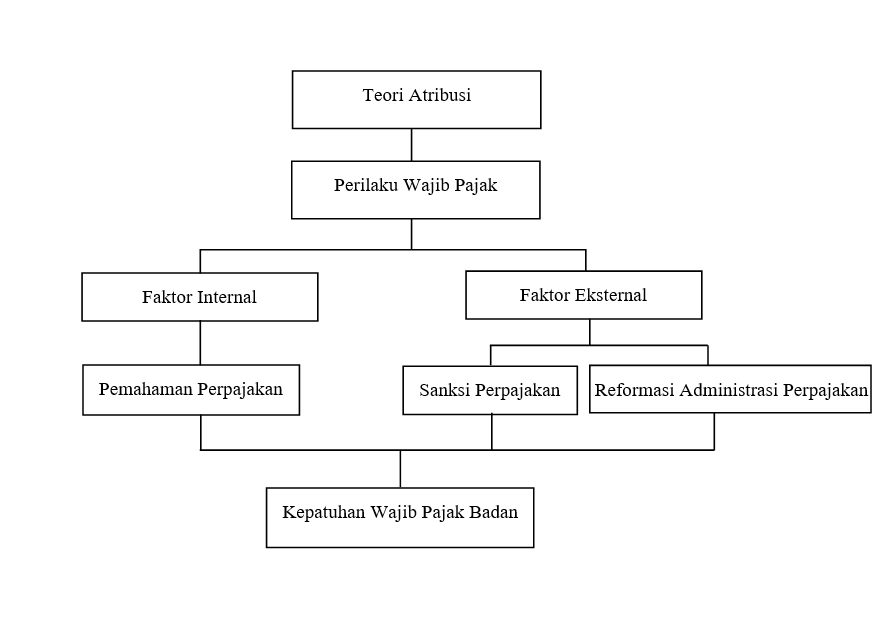 Teori Atribusi
Perilaku Wajib Pajak
Faktor Internal
Faktor Eksternal
Pemahaman Perpajakan
Sanksi Perpajakan
Reformasi Administrasi Perpajakan
Kepatuhan Wajib Pajak Badan